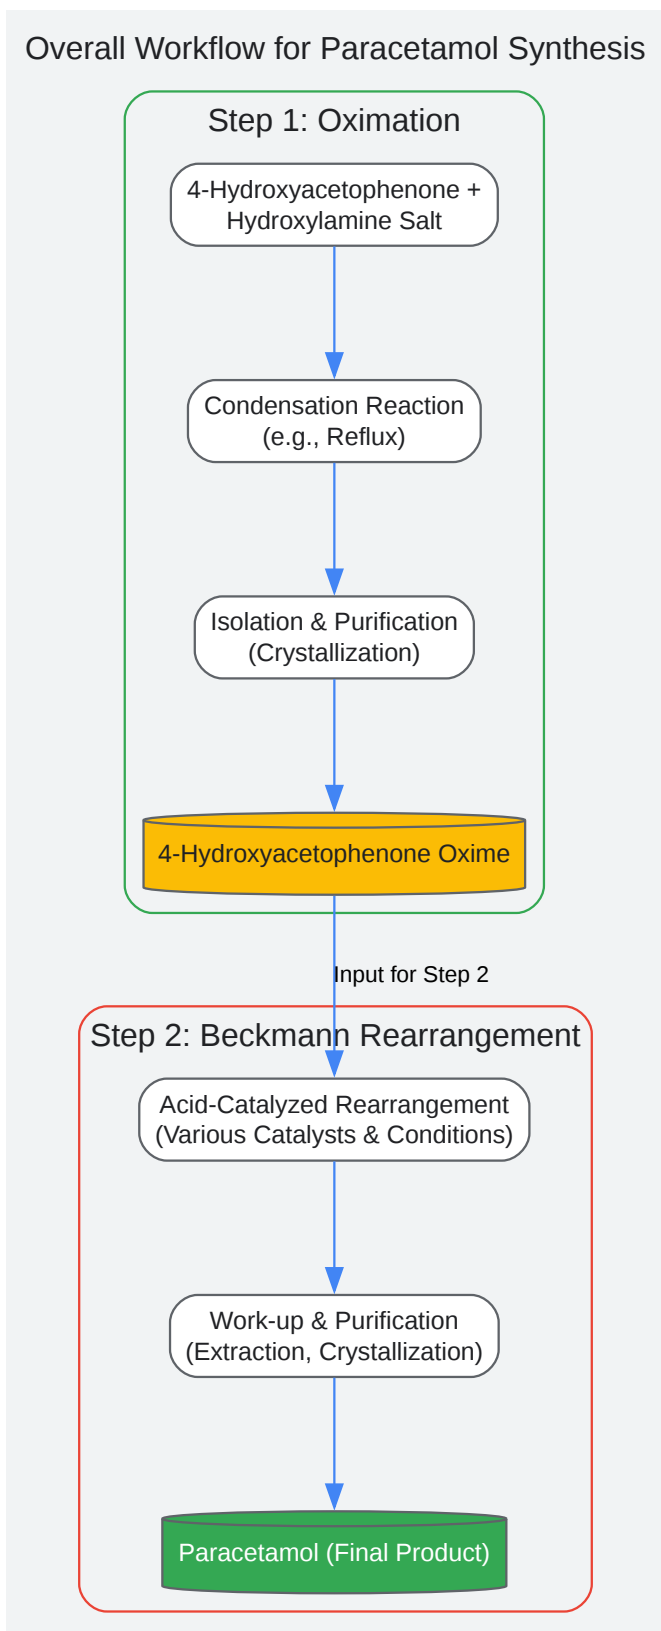 Overall Workflow for Paracetamol Synthesis
Step 1: Oximation
4-Hydroxyacetophenone +
Hydroxylamine Salt
Condensation Reaction
(e.g., Reflux)
Isolation & Purification
(Crystallization)
4-Hydroxyacetophenone Oxime
Input for Step 2
Step 2: Beckmann Rearrangement
Acid-Catalyzed Rearrangement
(Various Catalysts & Conditions)
Work-up & Purification
(Extraction, Crystallization)
Paracetamol (Final Product)